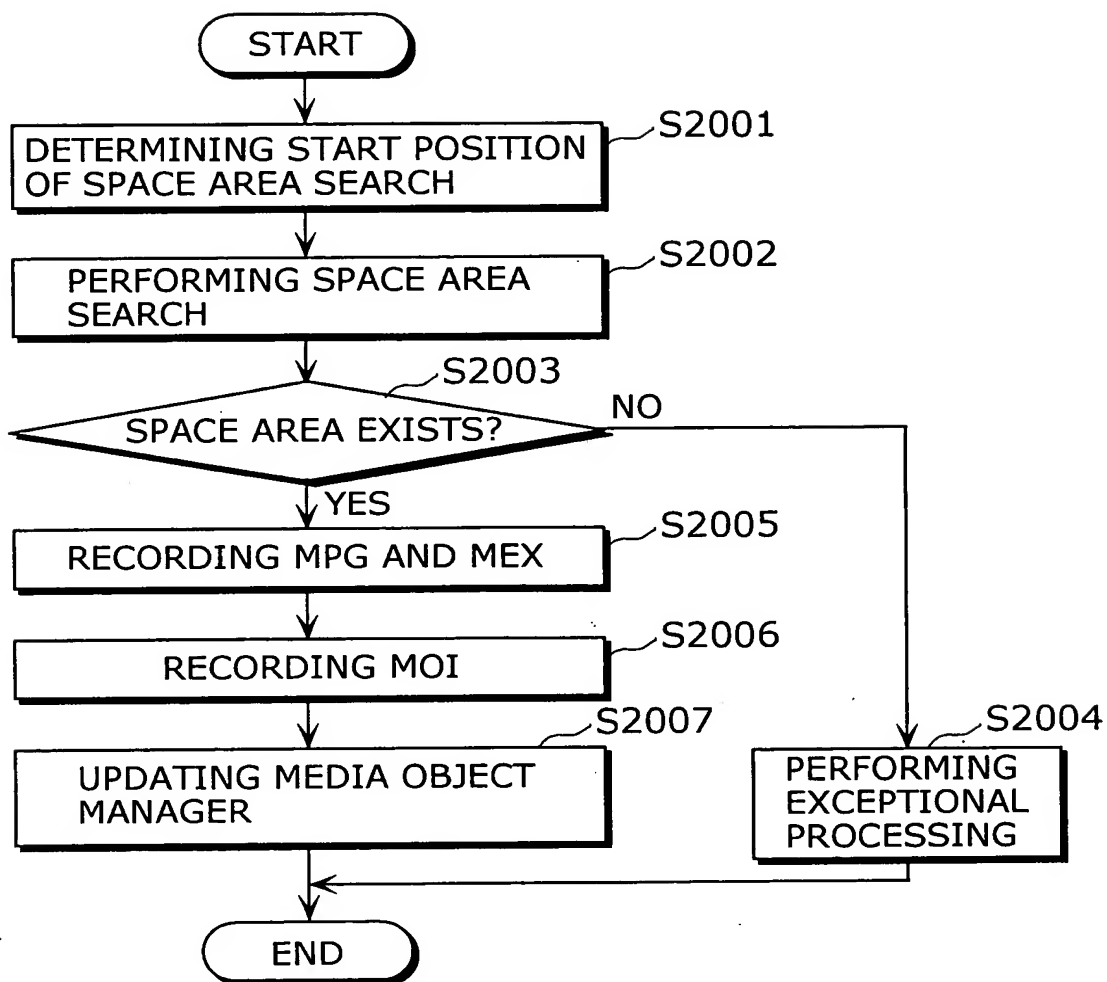 START
S2001
DETERMINING START POSITION
OF SPACE AREA SEARCH
S2002
PERFORMING SPACE AREA
SEARCH
S2003
SPACE AREA EXISTS?
NO
YES
S2005
RECORDING MPG AND MEX
S2006
RECORDING MOI
S2007
UPDATING MEDIA OBJECT
MANAGER
S2004
PERFORMING
EXCEPTIONAL
PROCESSING
END